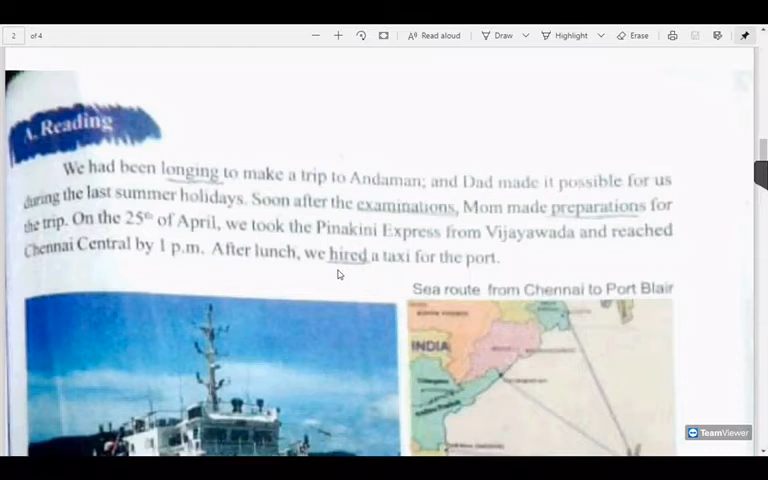 2 of 4 Read aloud Draw Highlight Erase
A. Reading
We had been longing to make a trip to Andaman; and Dad made it possible for us
during the last summer holidays. Soon after the examinations, Mom made preparations for
the trip. On the 25th of April, we took the Pinakini Express from Vijayawada and reached
Chennai Central by 1 p.m. After lunch, we hired a taxi for the port.
Sea route from Chennai to Port Blair
INDIA
TeamViewer